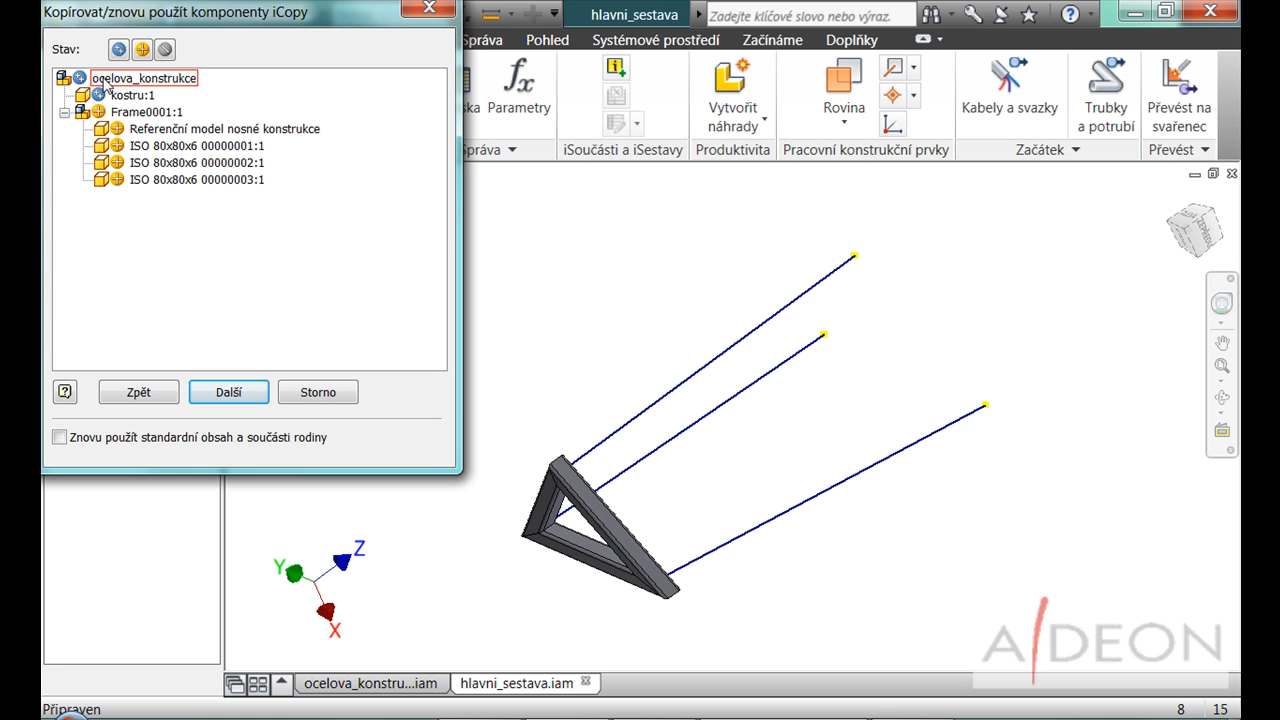 Kopírovat/znovu použít komponenty iCopy
hlavni_sestava
Zadejte klíčové slovo nebo výraz.
Správa
Pohled
Systémové prostředí
Začínáme
Doplňky
Stav:
ocelova_konstrukce
kostru:1
Frame0001:1
Referenční model nosné konstrukce
ISO 80x80x6 00000001:1
ISO 80x80x6 00000002:1
ISO 80x80x6 00000003:1
Zpět
Další
Storno
Znovu použít standardní obsah a součásti rodiny
fx
Parametry
Vytvořit
náhrady
Rovina
Kabely a svazky
Trubky
a potrubí
Převést na
svařenec
Správa
iSoučásti a iSestavy
Produktivita
Pracovní konstrukční prvky
Začátek
Převést
Z
Y
X
A/DEON
ocelova_konstru...iam
hlavni_sestava.iam
Připraven
8
15